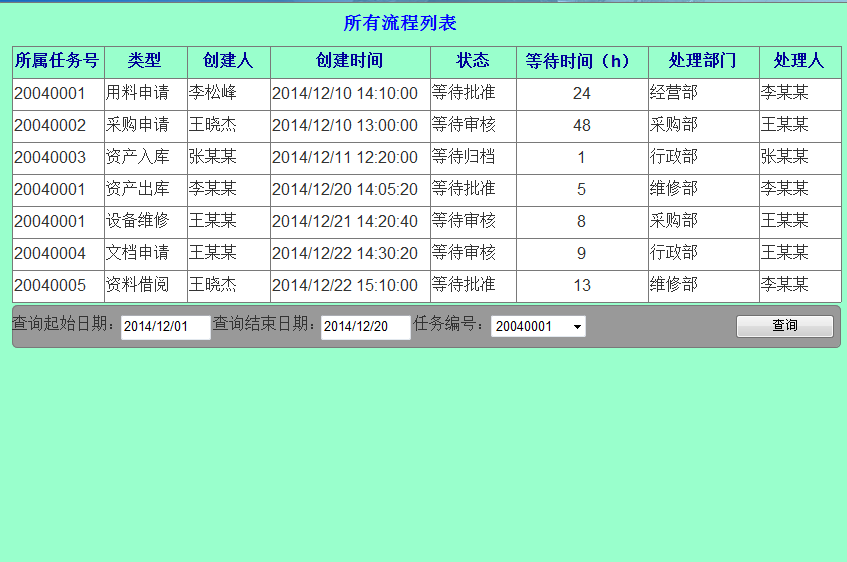 所有流程列表
所属任务号 类型 创建人 创建时间 状态 等待时间（h） 处理部门 处理人
20040001 用料申请 李松峰 2014/12/10 14:10:00 等待批准 24 经营部 李某某
20040002 采购申请 王晓杰 2014/12/10 13:00:00 等待审核 48 采购部 王某某
20040003 资产入库 张某某 2014/12/11 12:20:00 等待归档 1 行政部 张某某
20040001 资产出库 李某某 2014/12/20 14:05:20 等待批准 5 维修部 李某某
20040001 设备维修 王某某 2014/12/21 14:20:40 等待审核 8 采购部 王某某
20040004 文档申请 王某某 2014/12/22 14:30:20 等待审核 9 行政部 王某某
20040005 资料借阅 王晓杰 2014/12/22 15:10:00 等待批准 13 维修部 李某某
查询起始日期： 2014/12/01 查询结束日期： 2014/12/20 任务编号： 20040001 查询